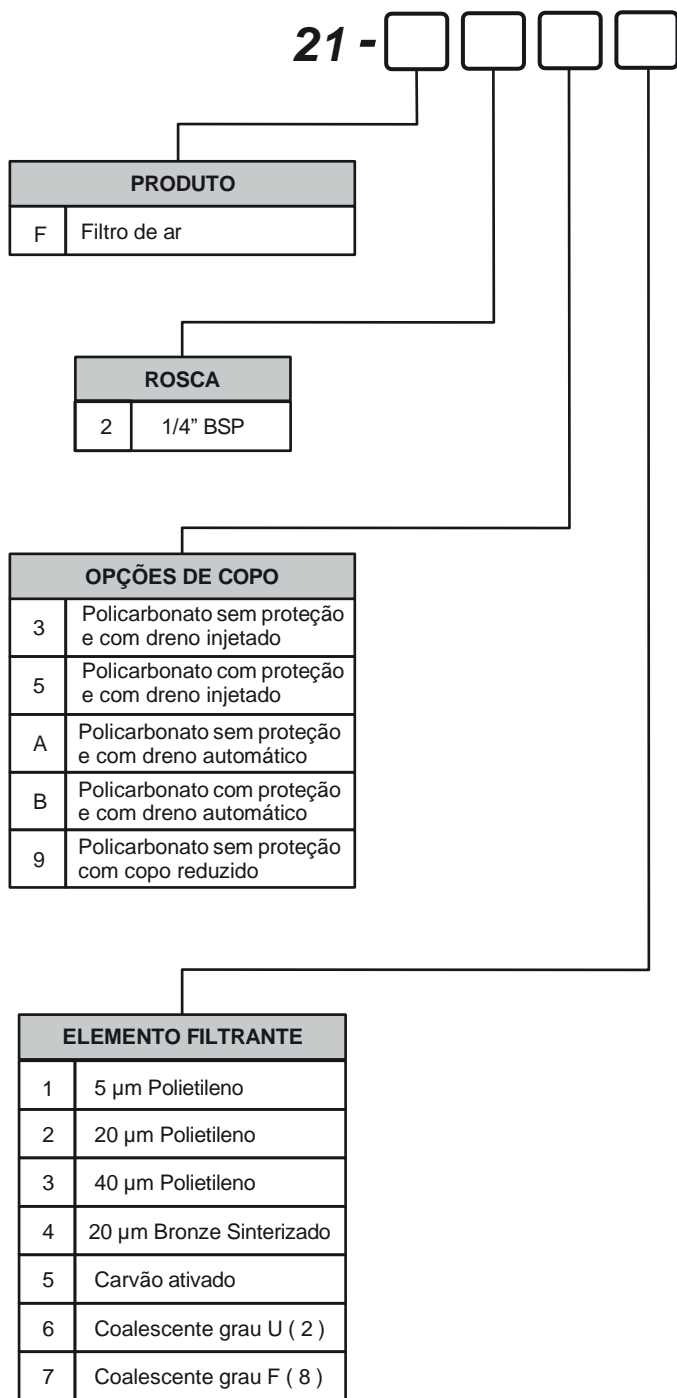 21 -
PRODUTO
F Filtro de ar
ROSCA
2 1/4” BSP
OPÇÕES DE COPO
3 Policarbonato sem proteção
e com dreno injetado
5 Policarbonato com proteção
e com dreno injetado
A Policarbonato sem proteção
e com dreno automático
B Policarbonato com proteção
e com dreno automático
9 Policarbonato sem proteção
com copo reduzido
ELEMENTO FILTRANTE
1 5 µm Polietileno
2 20 µm Polietileno
3 40 µm Polietileno
4 20 µm Bronze Sinterizado
5 Carvão ativado
6 Coalescente grau U ( 2 )
7 Coalescente grau F ( 8 )